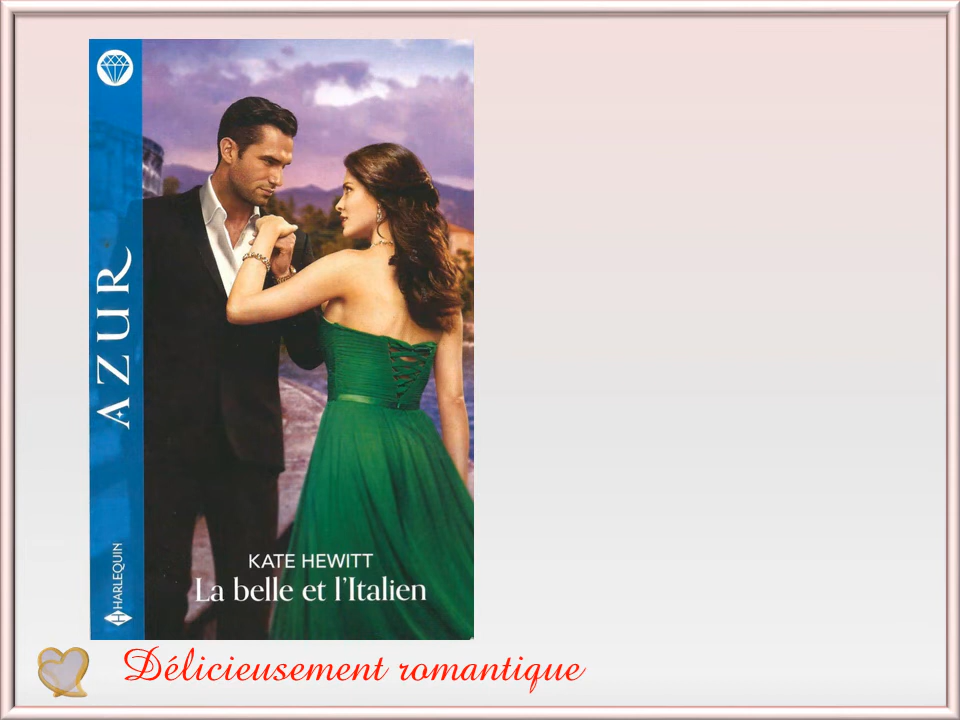 AZUR
HARLEQUIN
KATE HEWITT
La belle et l'Italien
Délicieusement romantique